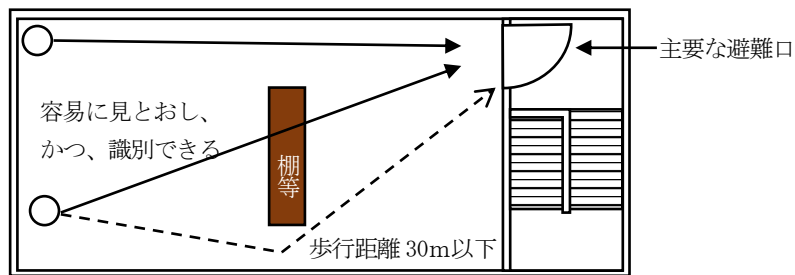 主要な避難口
容易に見とおし、
かつ、識別できる
棚等
歩行距離 30m以下